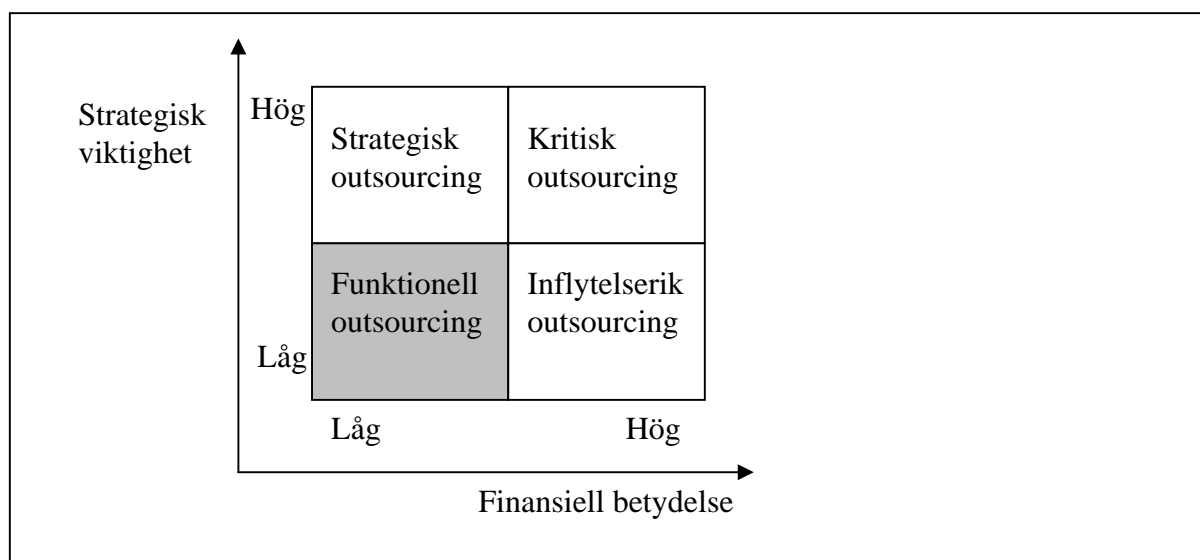 Strategisk
viktighet
Hög
Strategisk
outsourcing
Kritisk
outsourcing
Funktionell
outsourcing
Inflytelserik
outsourcing
Låg
Låg
Hög
Finansiell betydelse